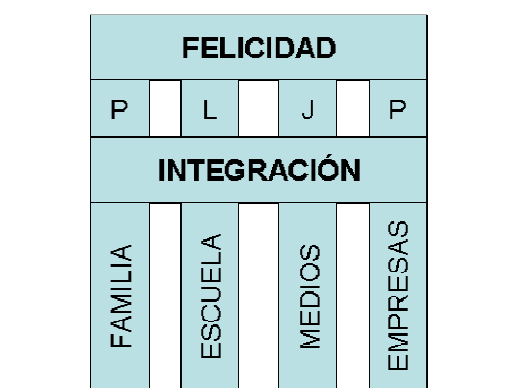 FELICIDAD
P L J P
INTEGRACIÓN
FAMILIA
ESCUELA
MEDIOS
EMPRESAS